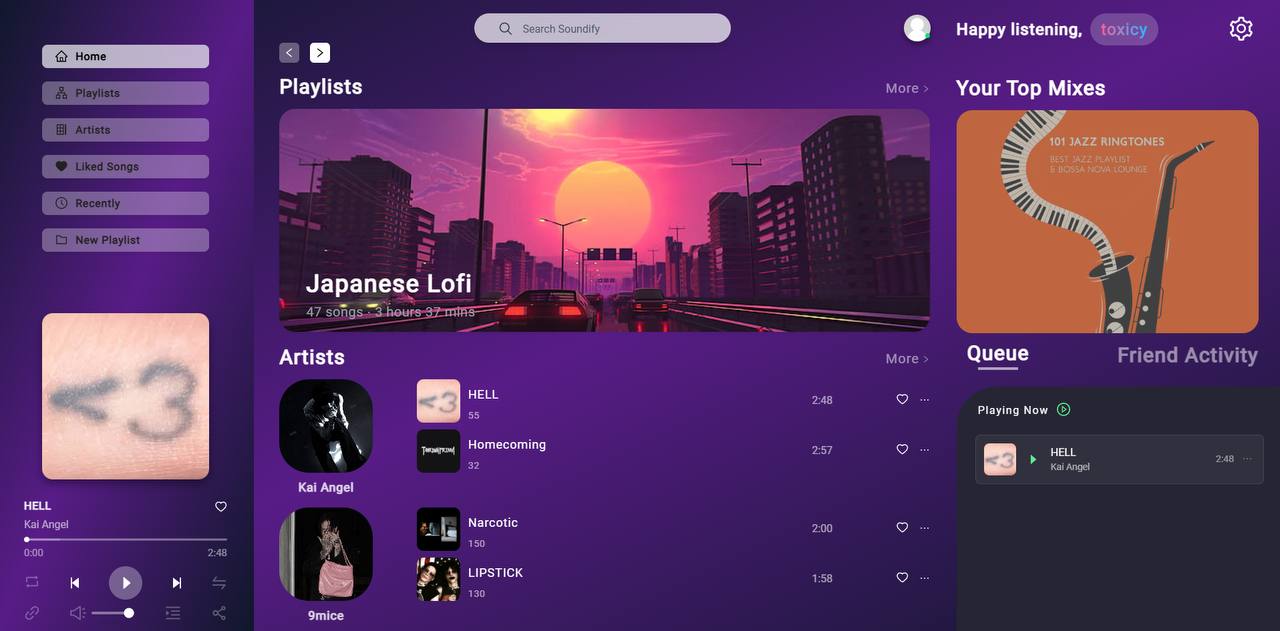 Home
Playlists
Artists
Liked Songs
Recently
New Playlist
HELL
Kai Angel
0:00
2:48
Search Soundify
Playlists
More >
Japanese Lofi
47 songs · 3 hours 37 mins
Artists
More >
Kai Angel
HELL
55
2:48
Homecoming
32
2:57
9mice
Narcotic
150
2:00
LIPSTICK
130
1:58
Happy listening,
toxicy
Your Top Mixes
101 JAZZ RINGTONES
BEST JAZZ PLAYLIST
& BOSSA NOVA LOUNGE
Queue
Friend Activity
Playing Now
HELL
Kai Angel
2:48